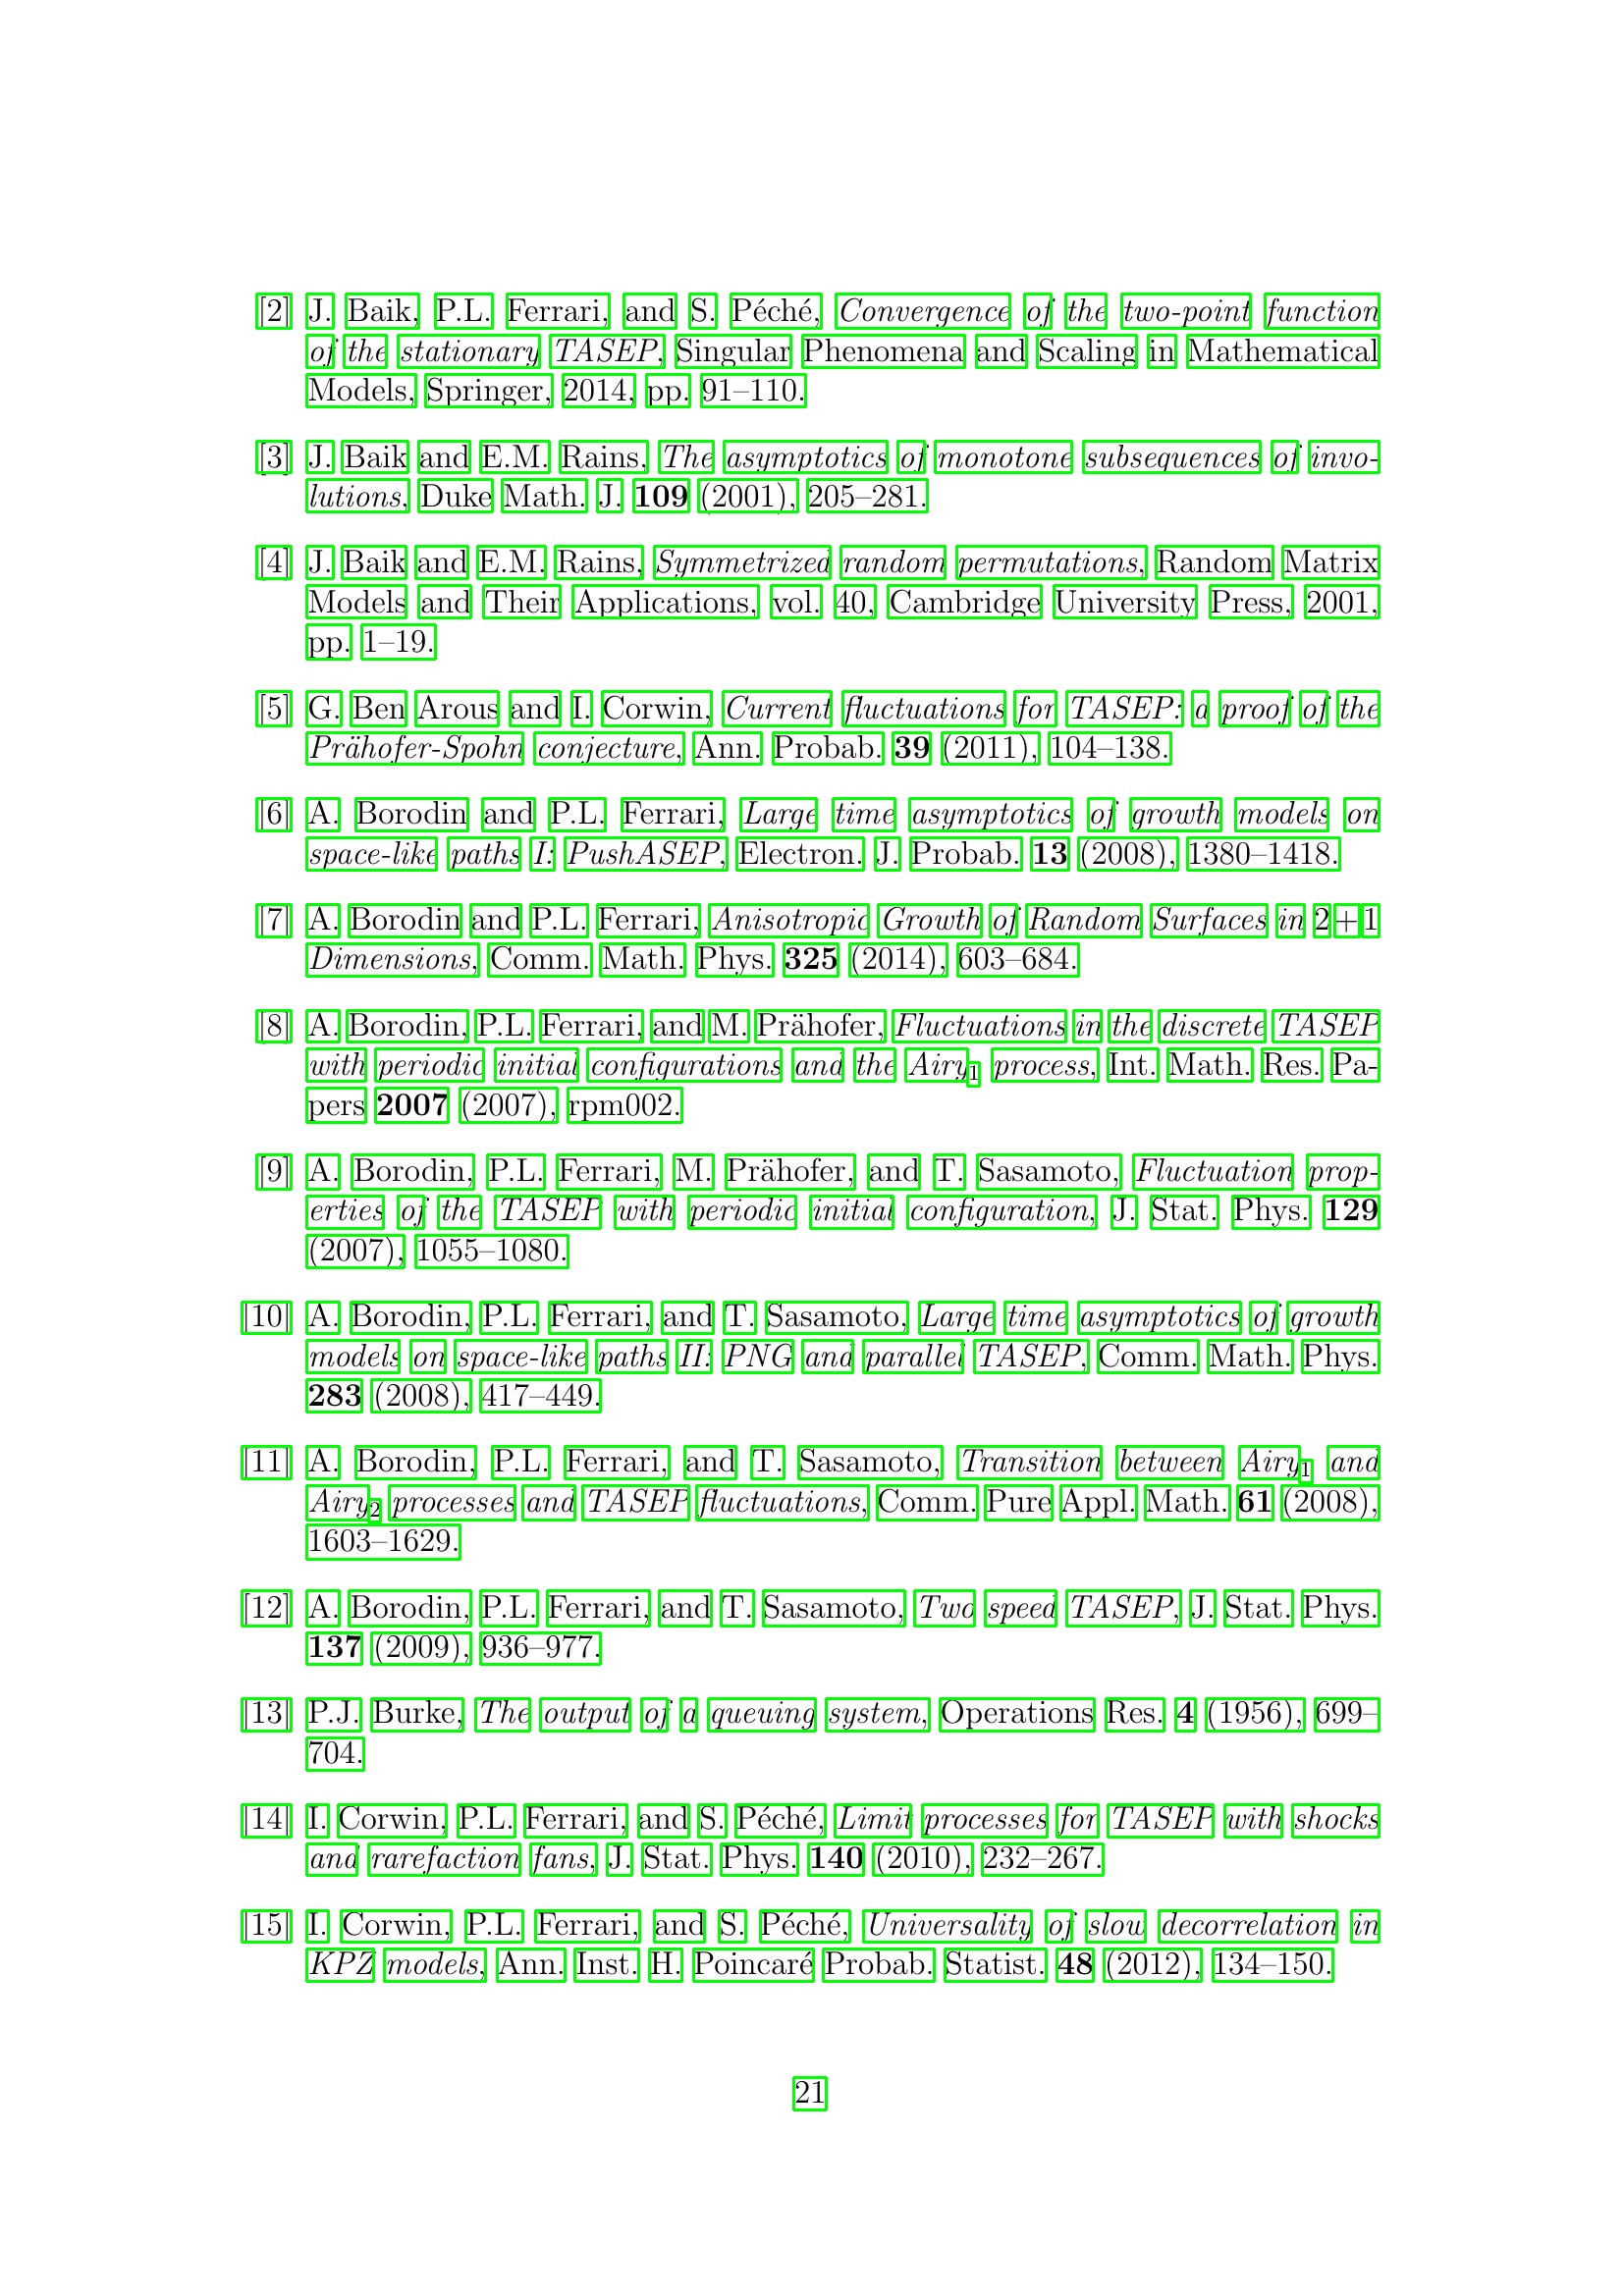 [2] J. Baik, P.L. Ferrari, and S. Péché, Convergence of the two-point function
of the stationary TASEP, Singular Phenomena and Scaling in Mathematical
Models, Springer, 2014, pp. 91–110.
[3] J. Baik and E.M. Rains, The asymptotics of monotone subsequences of invo-
lutions, Duke Math. J. 109 (2001), 205–281.
[4] J. Baik and E.M. Rains, Symmetrized random permutations, Random Matrix
Models and Their Applications, vol. 40, Cambridge University Press, 2001,
pp. 1–19.
[5] G. Ben Arous and I. Corwin, Current fluctuations for TASEP: a proof of the
Prähofer-Spohn conjecture, Ann. Probab. 39 (2011), 104–138.
[6] A. Borodin and P.L. Ferrari, Large time asymptotics of growth models on
space-like paths I: PushASEP, Electron. J. Probab. 13 (2008), 1380–1418.
[7] A. Borodin and P.L. Ferrari, Anisotropic Growth of Random Surfaces in 2+1
Dimensions, Comm. Math. Phys. 325 (2014), 603–684.
[8] A. Borodin, P.L. Ferrari, and M. Prähofer, Fluctuations in the discrete TASEP
with periodic initial configurations and the Airy₁ process, Int. Math. Res. Pa-
pers 2007 (2007), rpm002.
[9] A. Borodin, P.L. Ferrari, M. Prähofer, and T. Sasamoto, Fluctuation prop-
erties of the TASEP with periodic initial configuration, J. Stat. Phys. 129
(2007), 1055–1080.
[10] A. Borodin, P.L. Ferrari, and T. Sasamoto, Large time asymptotics of growth
models on space-like paths II: PNG and parallel TASEP, Comm. Math. Phys.
283 (2008), 417–449.
[11] A. Borodin, P.L. Ferrari, and T. Sasamoto, Transition between Airy₁ and
Airy₂ processes and TASEP fluctuations, Comm. Pure Appl. Math. 61 (2008),
1603–1629.
[12] A. Borodin, P.L. Ferrari, and T. Sasamoto, Two speed TASEP, J. Stat. Phys.
137 (2009), 936–977.
[13] P.J. Burke, The output of a queuing system, Operations Res. 4 (1956), 699–
704.
[14] I. Corwin, P.L. Ferrari, and S. Péché, Limit processes for TASEP with shocks
and rarefaction fans, J. Stat. Phys. 140 (2010), 232–267.
[15] I. Corwin, P.L. Ferrari, and S. Péché, Universality of slow decorrelation in
KPZ models, Ann. Inst. H. Poincaré Probab. Statist. 48 (2012), 134–150.
21